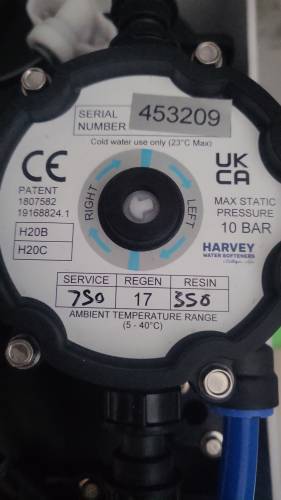 SERIAL NUMBER 453209
Cold water use only (23°C Max)
CE
UK
CA
PATENT
1807582
19168824.1
RIGHT
LEFT
MAX STATIC
PRESSURE
10 BAR
H20B
H20C
HARVEY
WATER SOFTENERS
SERVICE REGEN RESIN
750 17 350
AMBIENT TEMPERATURE RANGE
(5 - 40°C)